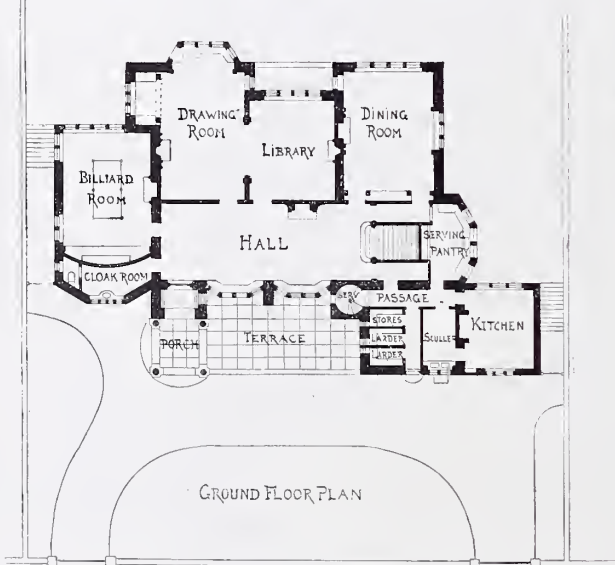 DRAWING
ROOM
LIBRARY
DINING
ROOM
BILLIARD
ROOM
HALL
SERVING
PANTRY
CLOAK ROOM
SERV
PASSAGE
PORCH
TERRACE
STORES
LARDER
LARDER
SCULLEY
KITCHEN
GROUND FLOOR PLAN